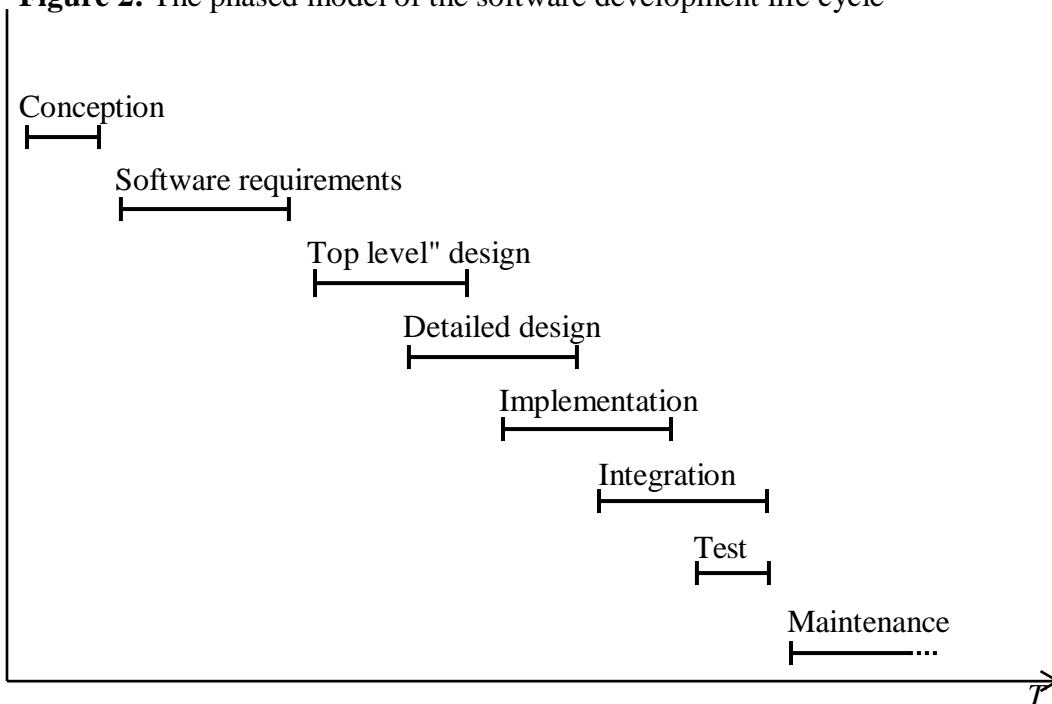 Figure 2: The phased model of the software development life cycle
Conception
Software requirements
Top level" design
Detailed design
Implementation
Integration
Test
Maintenance
T